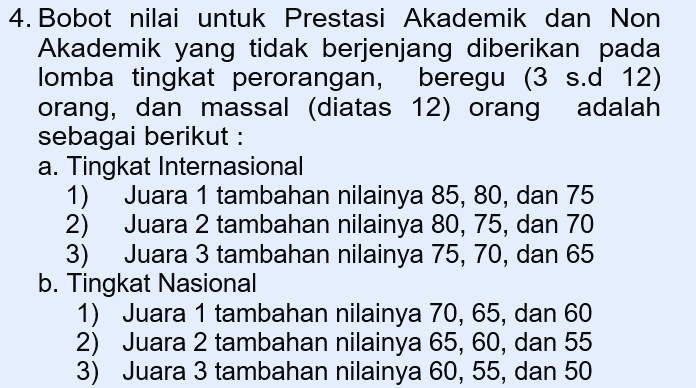 4. Bobot nilai untuk Prestasi Akademik dan Non
Akademik yang tidak berjenjang diberikan pada
lomba tingkat perorangan, beregu (3 s.d 12)
orang, dan massal (diatas 12) orang adalah
sebagai berikut :
a. Tingkat Internasional
1) Juara 1 tambahan nilainya 85, 80, dan 75
2) Juara 2 tambahan nilainya 80, 75, dan 70
3) Juara 3 tambahan nilainya 75, 70, dan 65
b. Tingkat Nasional
1) Juara 1 tambahan nilainya 70, 65, dan 60
2) Juara 2 tambahan nilainya 65, 60, dan 55
3) Juara 3 tambahan nilainya 60, 55, dan 50